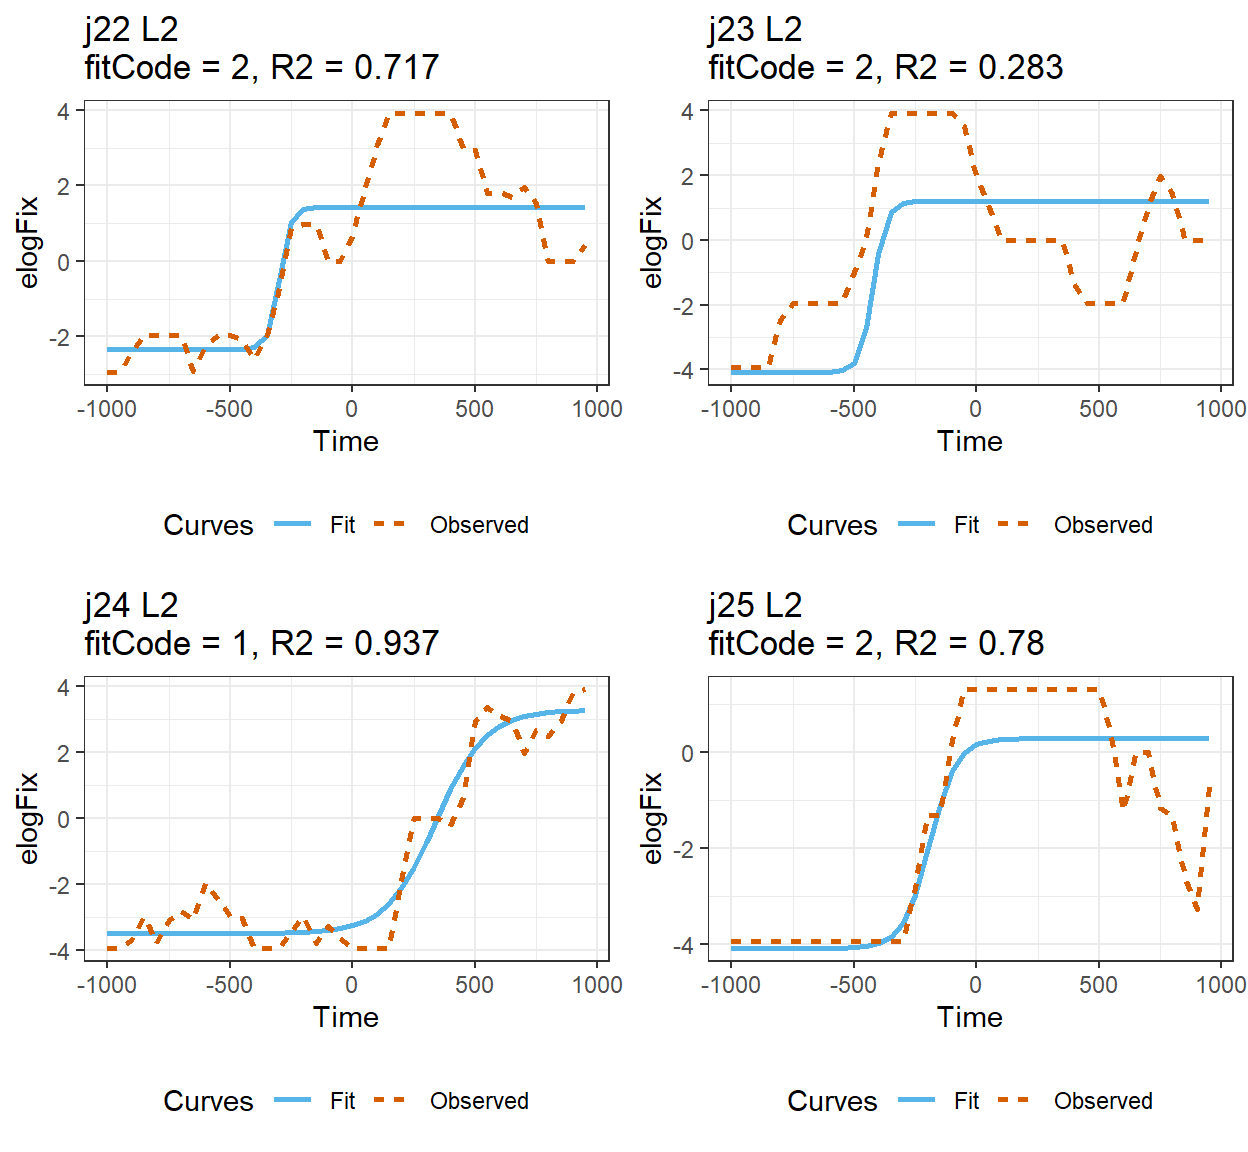 j22 L2
fitCode = 2, R2 = 0.717
4
2
0
-2
elogFix
-1000 -500 0 500 1000
Time
Curves Fit Observed
j23 L2
fitCode = 2, R2 = 0.283
4
2
0
-2
-4
elogFix
-1000 -500 0 500 1000
Time
Curves Fit Observed
j24 L2
fitCode = 1, R2 = 0.937
4
2
0
-2
-4
elogFix
-1000 -500 0 500 1000
Time
Curves Fit Observed
j25 L2
fitCode = 2, R2 = 0.78
0
-2
-4
elogFix
-1000 -500 0 500 1000
Time
Curves Fit Observed